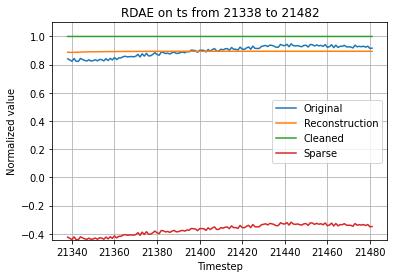 RDAE on ts from 21338 to 21482
Normalized value
1.0
0.8
0.6
0.4
0.2
0.0
−0.2
−0.4
Original
Reconstruction
Cleaned
Sparse
21340 21360 21380 21400 21420 21440 21460 21480
Timestep